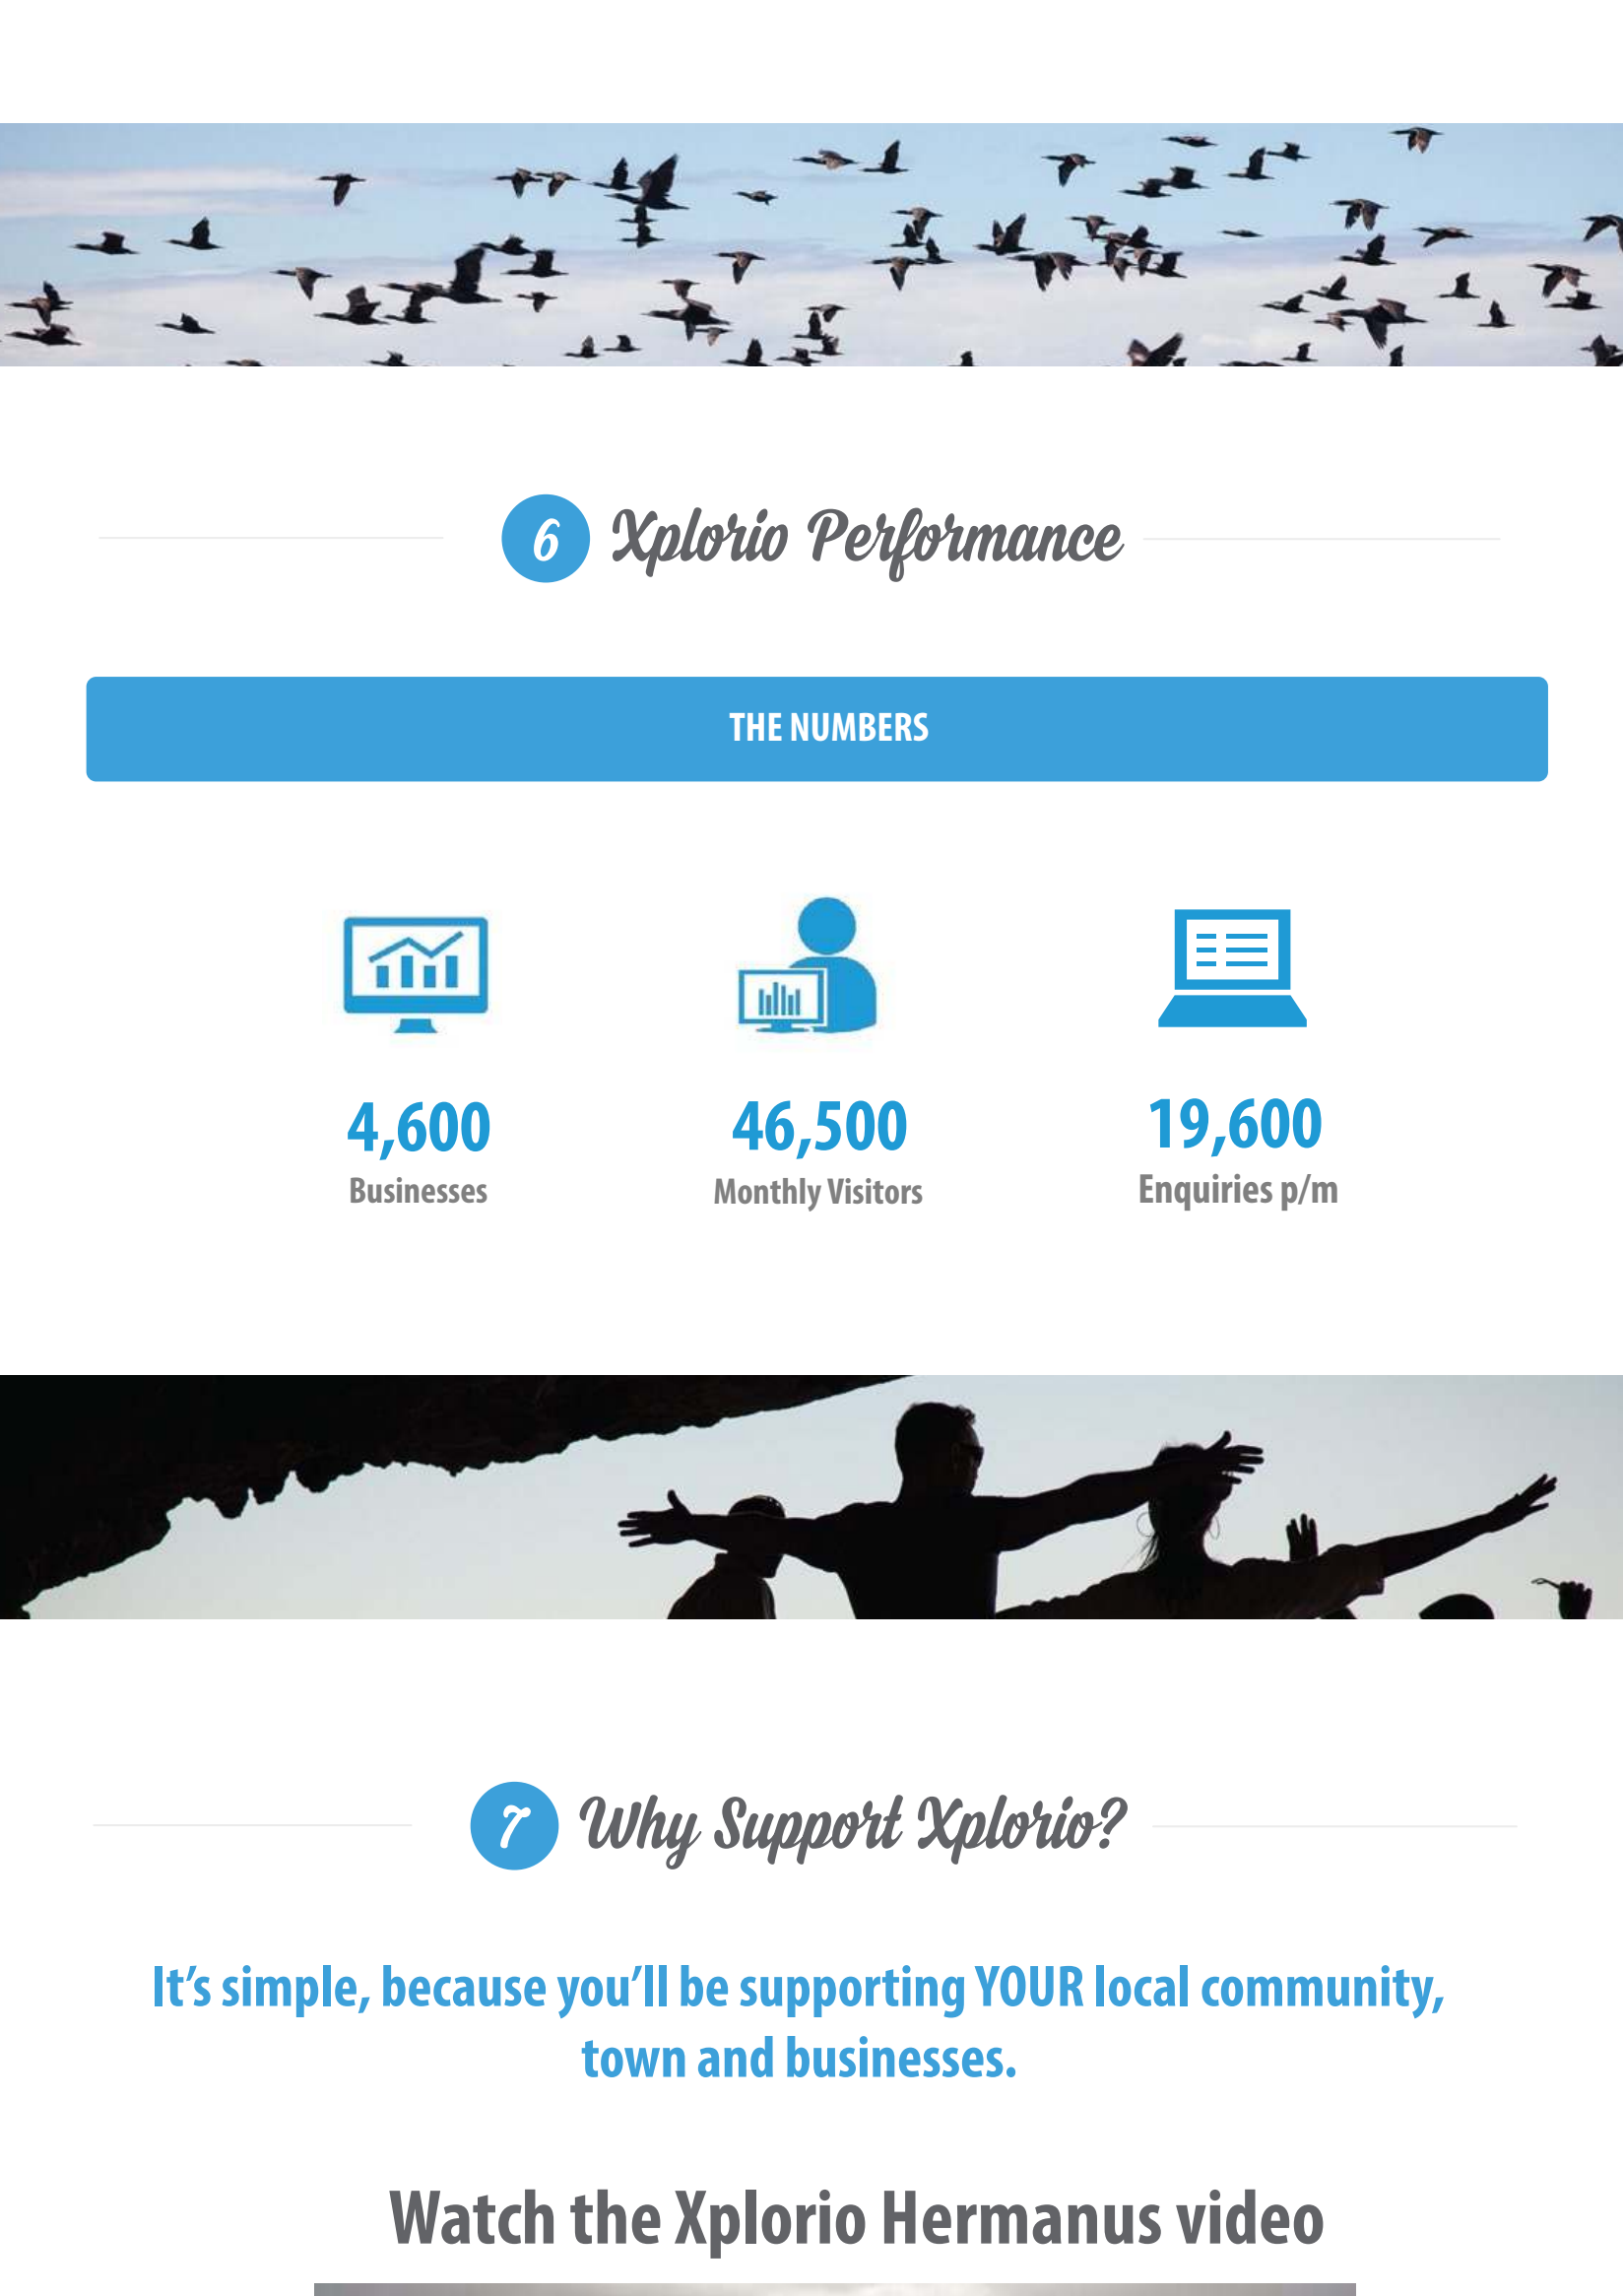 6 Xplorio Performance
THE NUMBERS
4,600 46,500 19,600
Businesses Monthly Visitors Enquiries p/m
7 Why Support Xplorio?
It’s simple, because you’ll be supporting YOUR local community,
town and businesses.
Watch the Xplorio Hermanus video